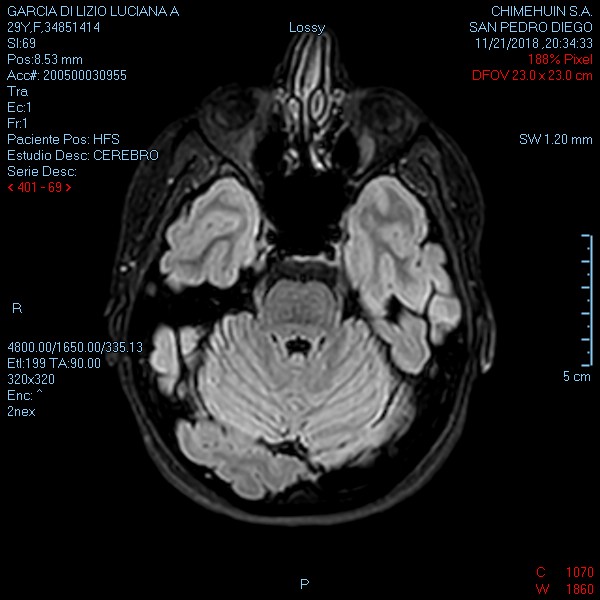 GARCIA DI LIZIO LUCIANA A
29Y,F,34851414
Sl:69
Pos:8.53 mm
Acc#: 200500030955
Tra
Ec:1
Fr:1
Paciente Pos: HFS
Estudio Desc: CEREBRO
Serie Desc:
< 401 - 69 >
Lossy
CHIMEHUIN S.A.
SAN PEDRO DIEGO
11/21/2018 ,20:34:33
188% Pixel
DFOV 23.0 x 23.0 cm
SW 1.20 mm
R
4800.00/1650.00/335.13
Etl:199 TA:90.00
320x320
Enc: ^
2nex
5 cm
P
C 1070
W 1860